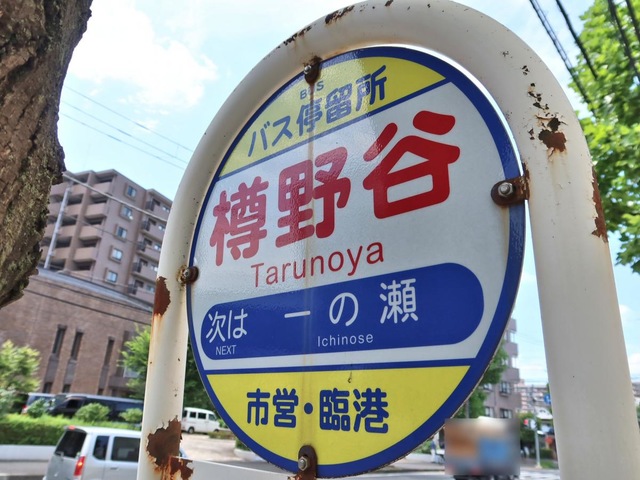 BUS
バス停留所
樽野谷
Tarunoya
次は 一の瀬
NEXT Ichinose
市営・臨港